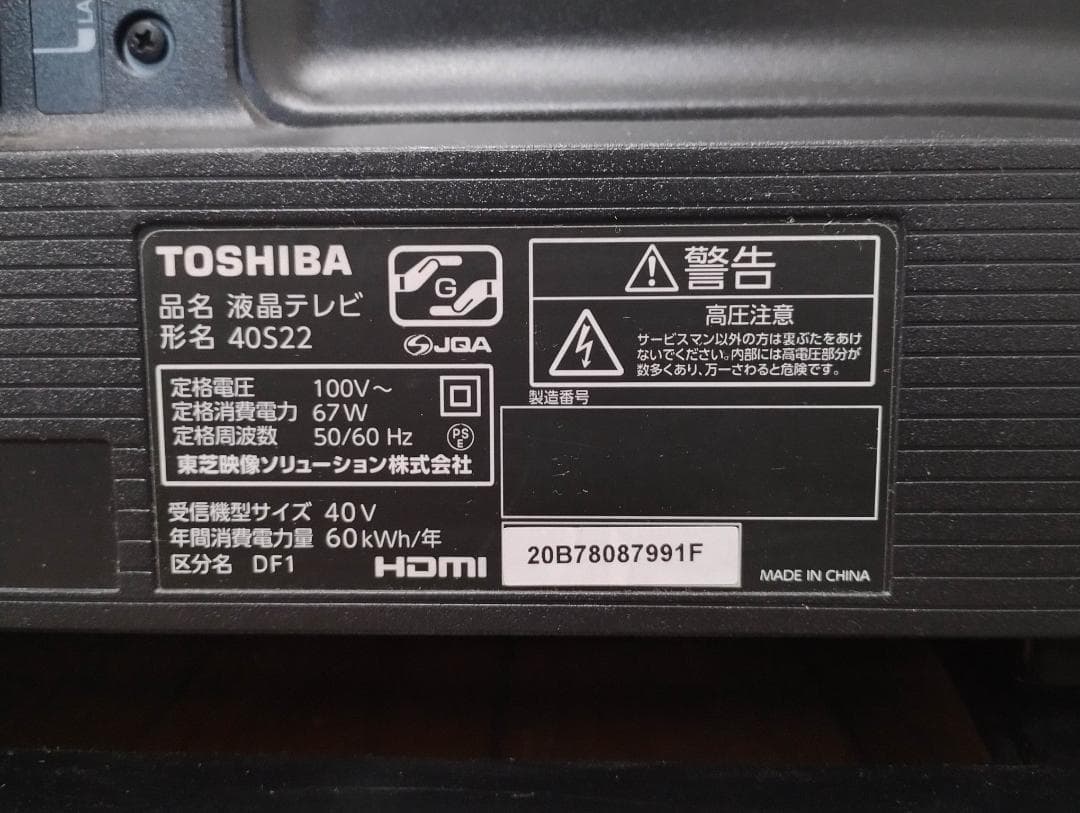 LA
TOSHIBA
品名 液晶テレビ
形名 40S22
G
JQA
定格電圧 100V～
定格消費電力 67W
定格周波数 50/60 Hz
PS
E
東芝映像ソリューション株式会社
受信機型サイズ 40V
年間消費電力量 60kWh/年
区分名 DF1
HDMI
警告
高圧注意
サービスマン以外の方は裏ぶたをあけ
ないでください。内部には高電圧部分が
数多くあり、万一さわると危険です。
製造番号
20B78087991F
MADE IN CHINA